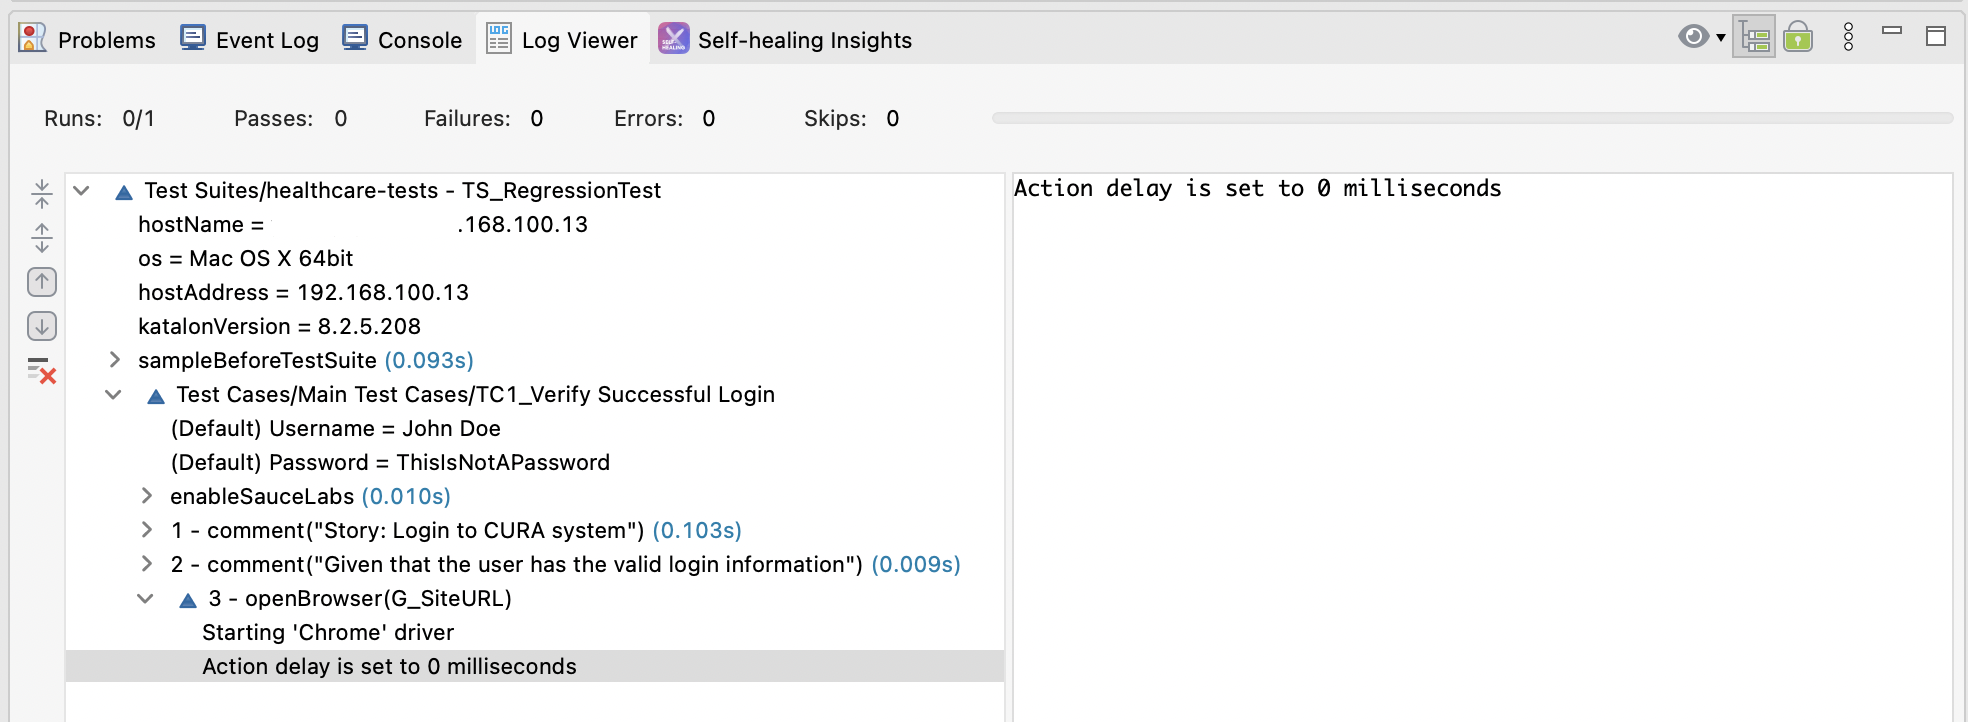 Problems Event Log Console Log Viewer Self-healing Insights
Runs: 0/1 Passes: 0 Failures: 0 Errors: 0 Skips: 0
Test Suites/healthcare-tests - TS_RegressionTest
hostName = .168.100.13
os = Mac OS X 64bit
hostAddress = 192.168.100.13
katalonVersion = 8.2.5.208
sampleBeforeTestSuite (0.093s)
Test Cases/Main Test Cases/TC1_Verify Successful Login
(Default) Username = John Doe
(Default) Password = ThisIsNotAPassword
enableSauceLabs (0.010s)
1 - comment("Story: Login to CURA system") (0.103s)
2 - comment("Given that the user has the valid login information") (0.009s)
3 - openBrowser(G_SiteURL)
Starting 'Chrome' driver
Action delay is set to 0 milliseconds
Action delay is set to 0 milliseconds